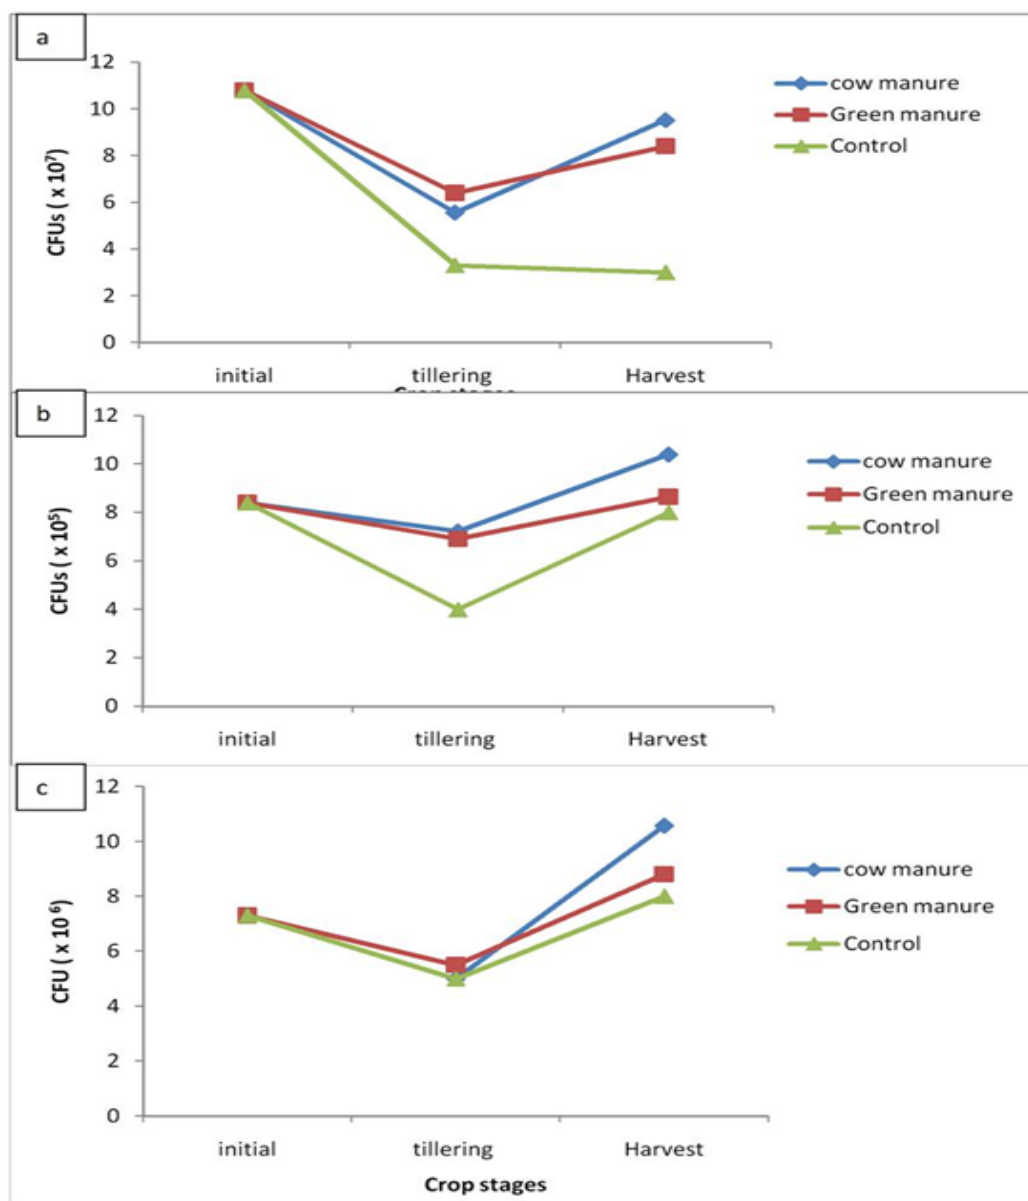 a
12
10
8
6
4
2
0
CFUs ( x 10⁷)
initial tillering Harvest
Crop stages
cow manure
Green manure
Control
b
12
10
8
6
4
2
0
CFUs ( x 10⁵)
initial tillering Harvest
cow manure
Green manure
Control
c
12
10
8
6
4
2
0
CFU ( x 10⁶)
initial tillering Harvest
Crop stages
cow manure
Green manure
Control